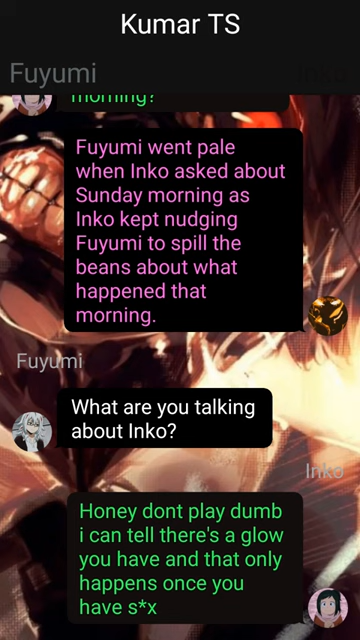 Kumar TS
Fuyumi
Inko
morning?
Fuyumi went pale
when Inko asked about
Sunday morning as
Inko kept nudging
Fuyumi to spill the
beans about what
happened that
morning.
Fuyumi
What are you talking
about Inko?
Inko
Honey dont play dumb
i can tell there's a glow
you have and that only
happens once you
have s*x